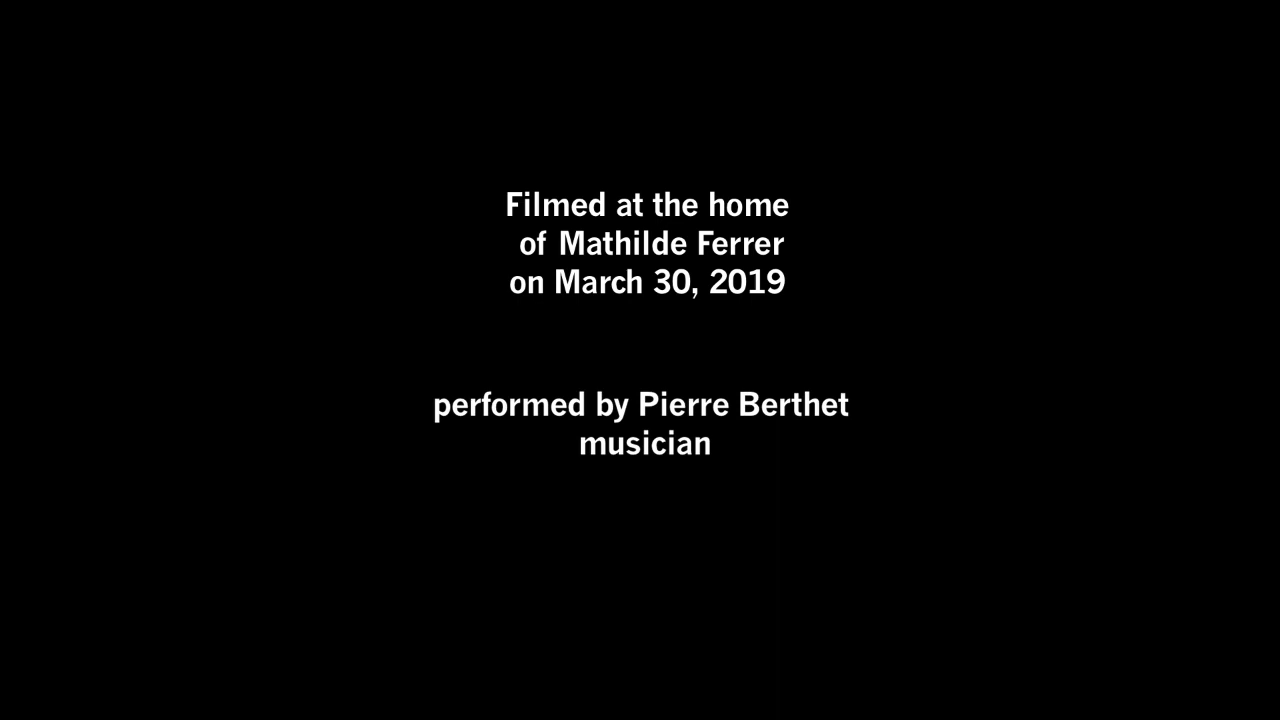 Filmed at the home
of Mathilde Ferrer
on March 30, 2019
performed by Pierre Berthet
musician